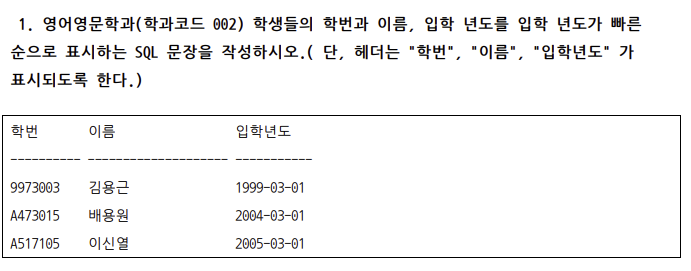 1. 영어영문학과(학과코드 002) 학생들의 학번과 이름, 입학 년도를 입학 년도가 빠른
순으로 표시하는 SQL 문장을 작성하시오.( 단, 헤더는 "학번", "이름", "입학년도" 가
표시되도록 한다.)
학번 이름 입학년도
---------- -------------------- -----------
9973003 김용근 1999-03-01
A473015 배용원 2004-03-01
A517105 이신열 2005-03-01